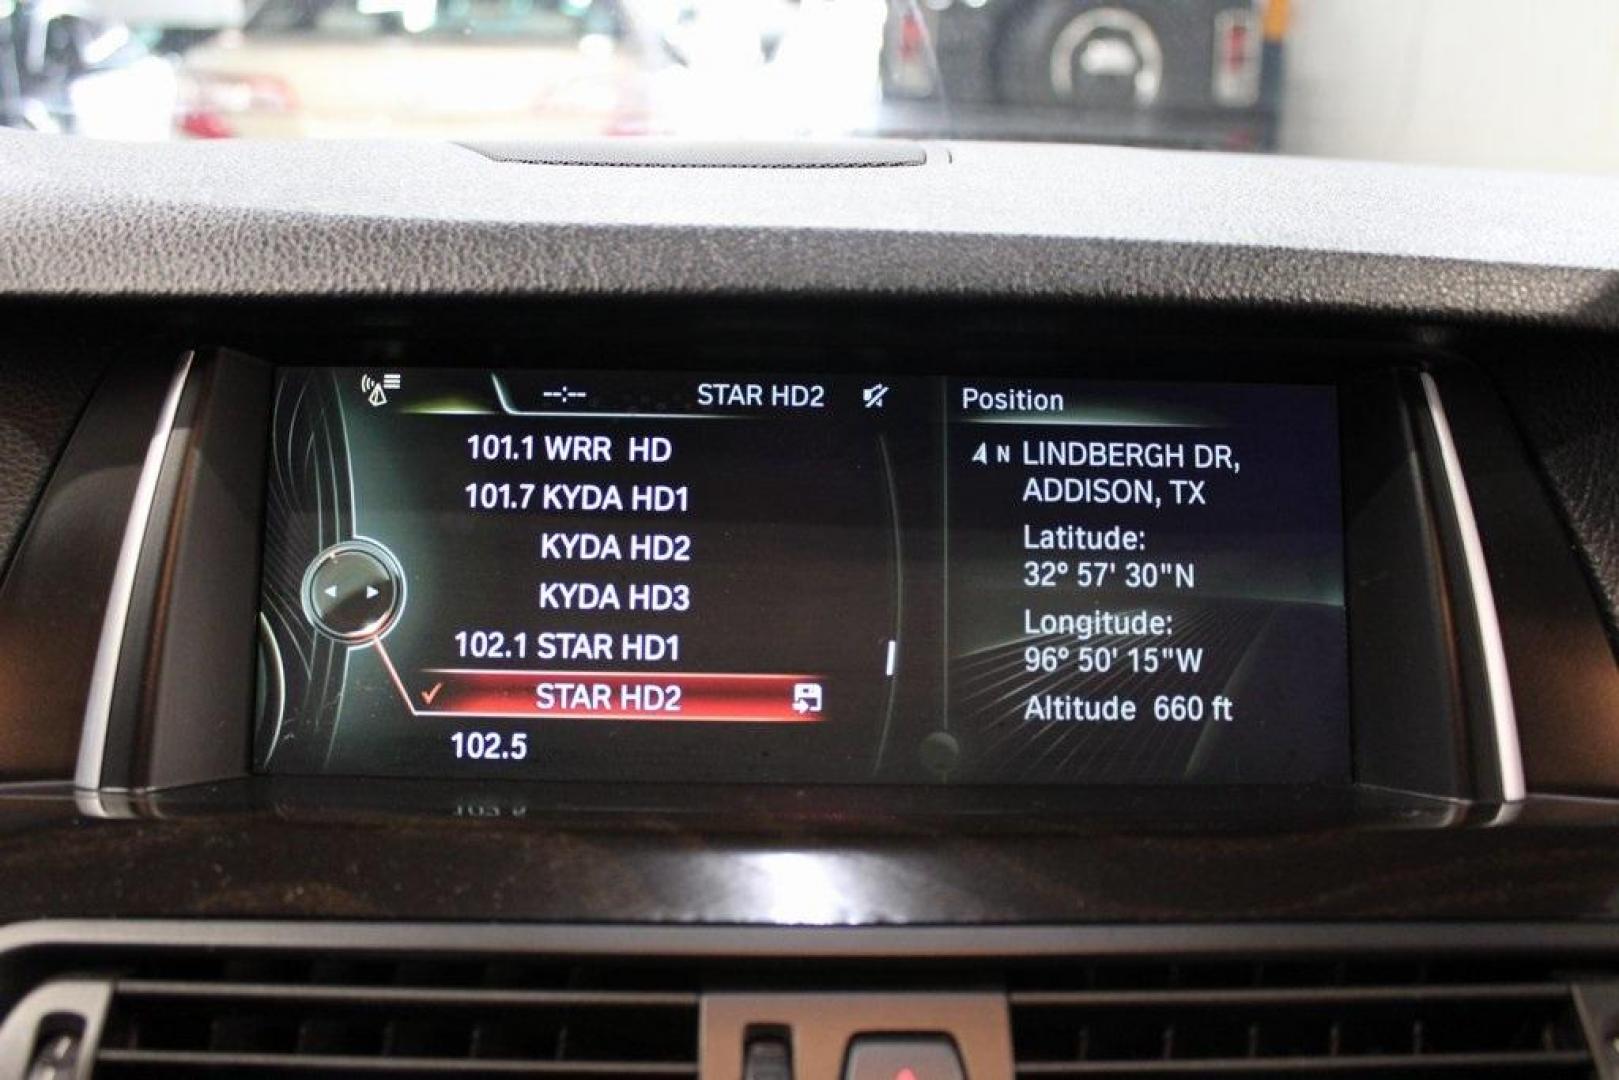 --:-- STAR HD2
101.1 WRR HD
101.7 KYDA HD1
KYDA HD2
KYDA HD3
102.1 STAR HD1
STAR HD2
102.5
Position
N LINDBERGH DR,
ADDISON, TX
Latitude:
32° 57' 30"N
Longitude:
96° 50' 15"W
Altitude 660 ft